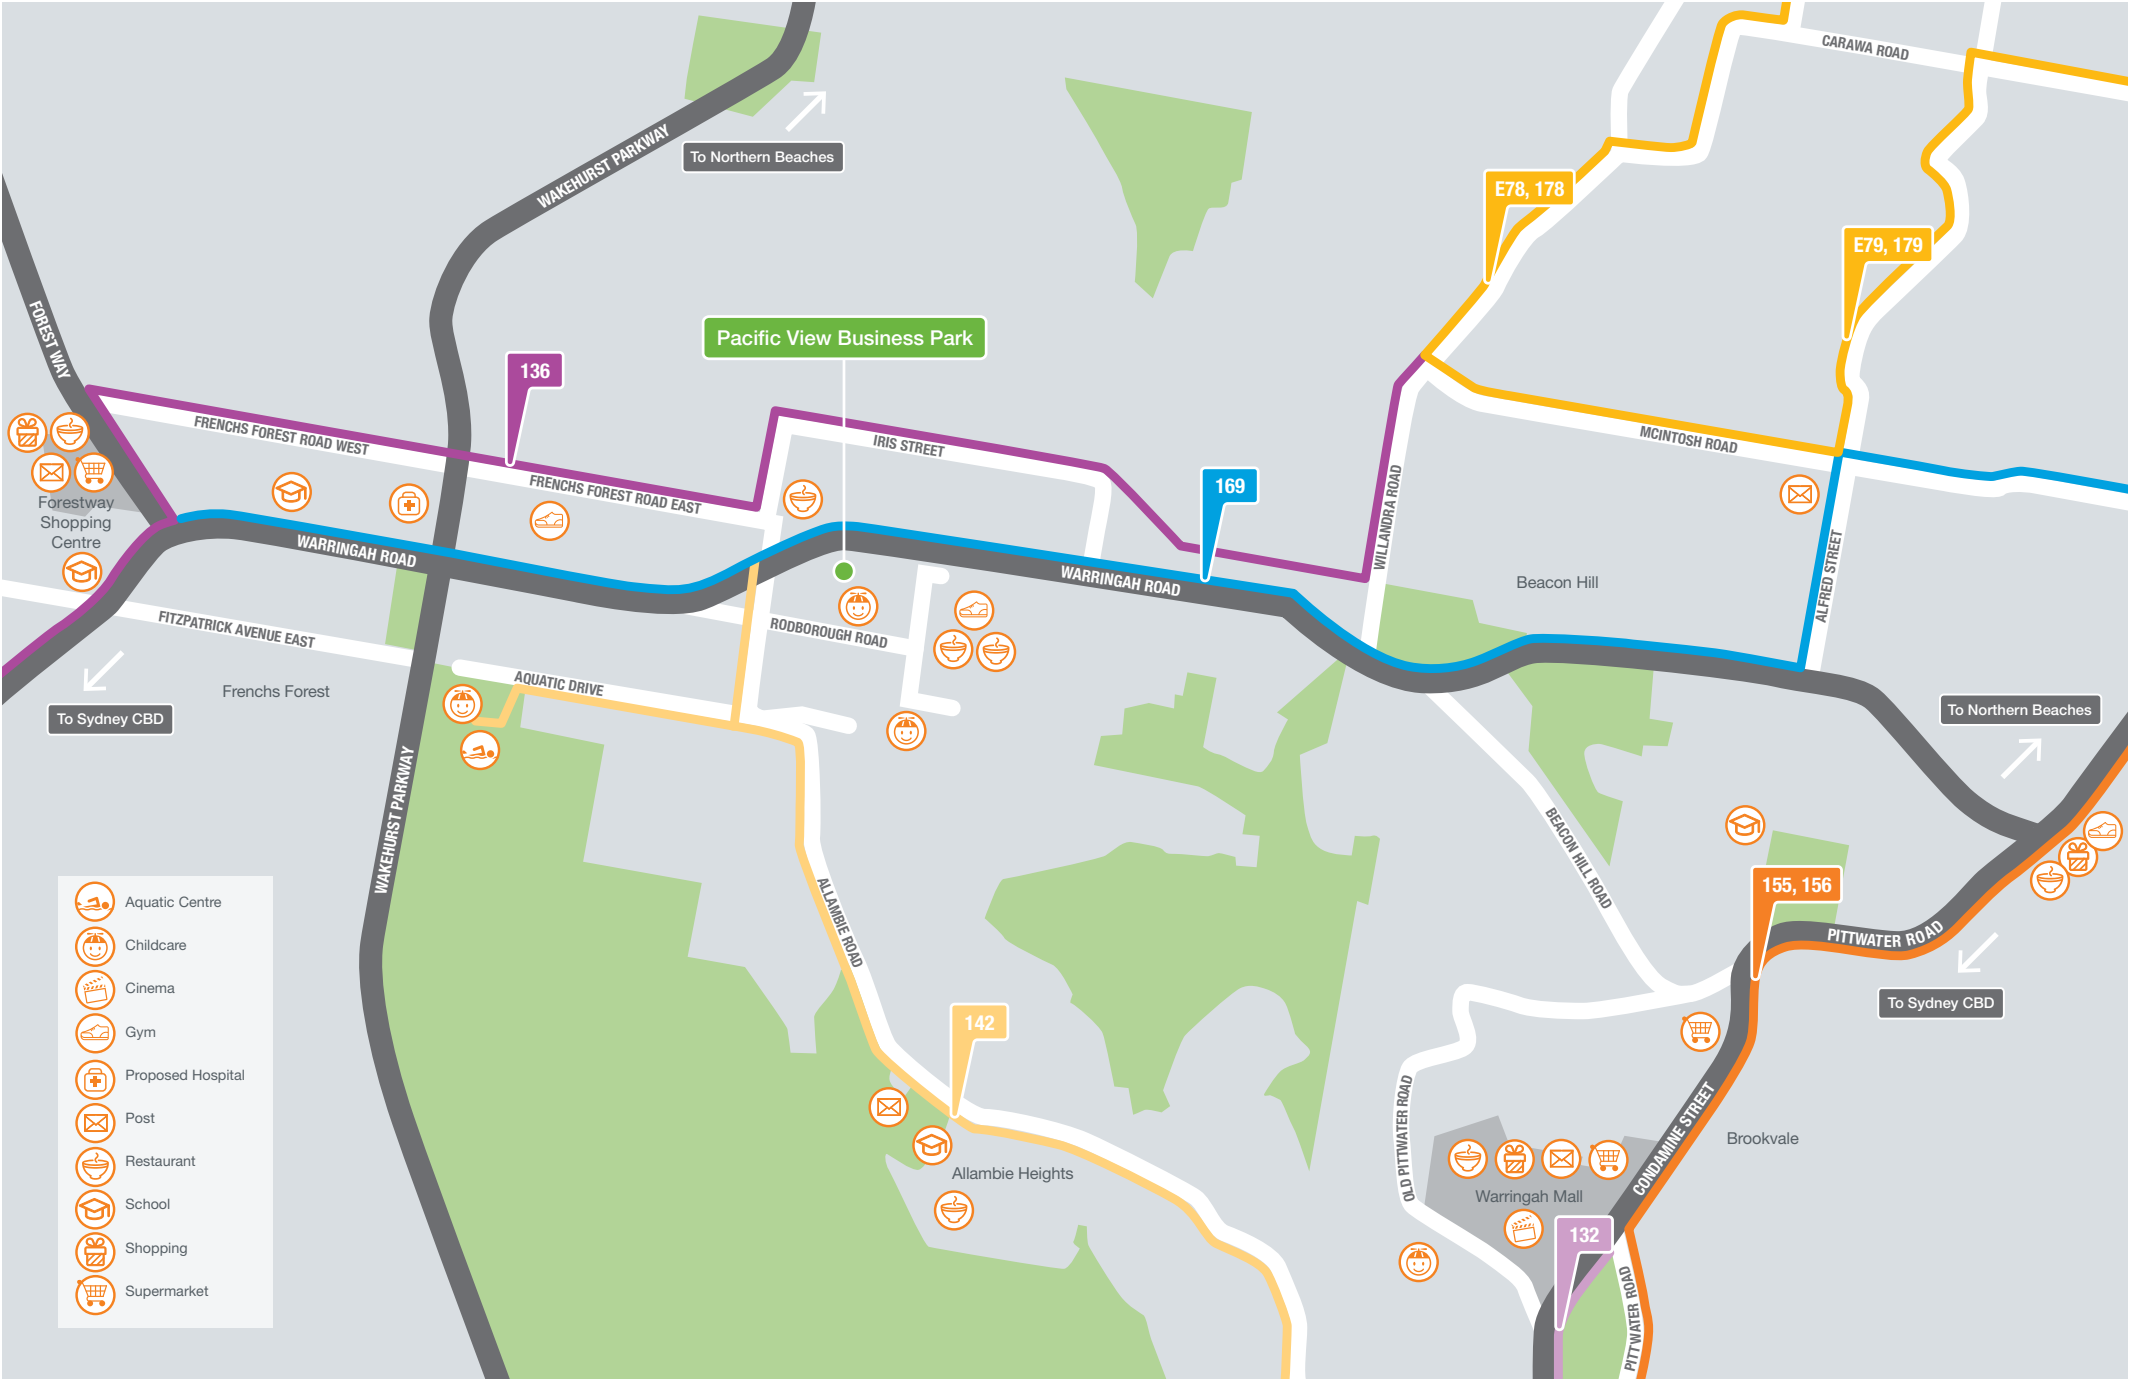 CARAWA ROAD
WAKEHURST PARKWAY
To Northern Beaches
E78, 178
E79, 179
FOREST WAY
Pacific View Business Park
136
FRENCHS FOREST ROAD WEST
IRIS STREET
MCINTOSH ROAD
FRENCHS FOREST ROAD EAST
169
WILLANDRA ROAD
Forestway
Shopping
Centre
WARRINGAH ROAD
WARRINGAH ROAD
Beacon Hill
ALFRED STREET
FITZPATRICK AVENUE EAST
RODBOROUGH ROAD
AQUATIC DRIVE
Frenchs Forest
To Sydney CBD
To Northern Beaches
WAKEHURST PARKWAY
BEACON HILL ROAD
ALLAMBIE ROAD
155, 156
PITTWATER ROAD
To Sydney CBD
142
OLD PITTWATER ROAD
CONDAMINE STREET
Brookvale
Allambie Heights
Warringah Mall
132
PITTWATER ROAD
Aquatic Centre
Childcare
Cinema
Gym
Proposed Hospital
Post
Restaurant
School
Shopping
Supermarket